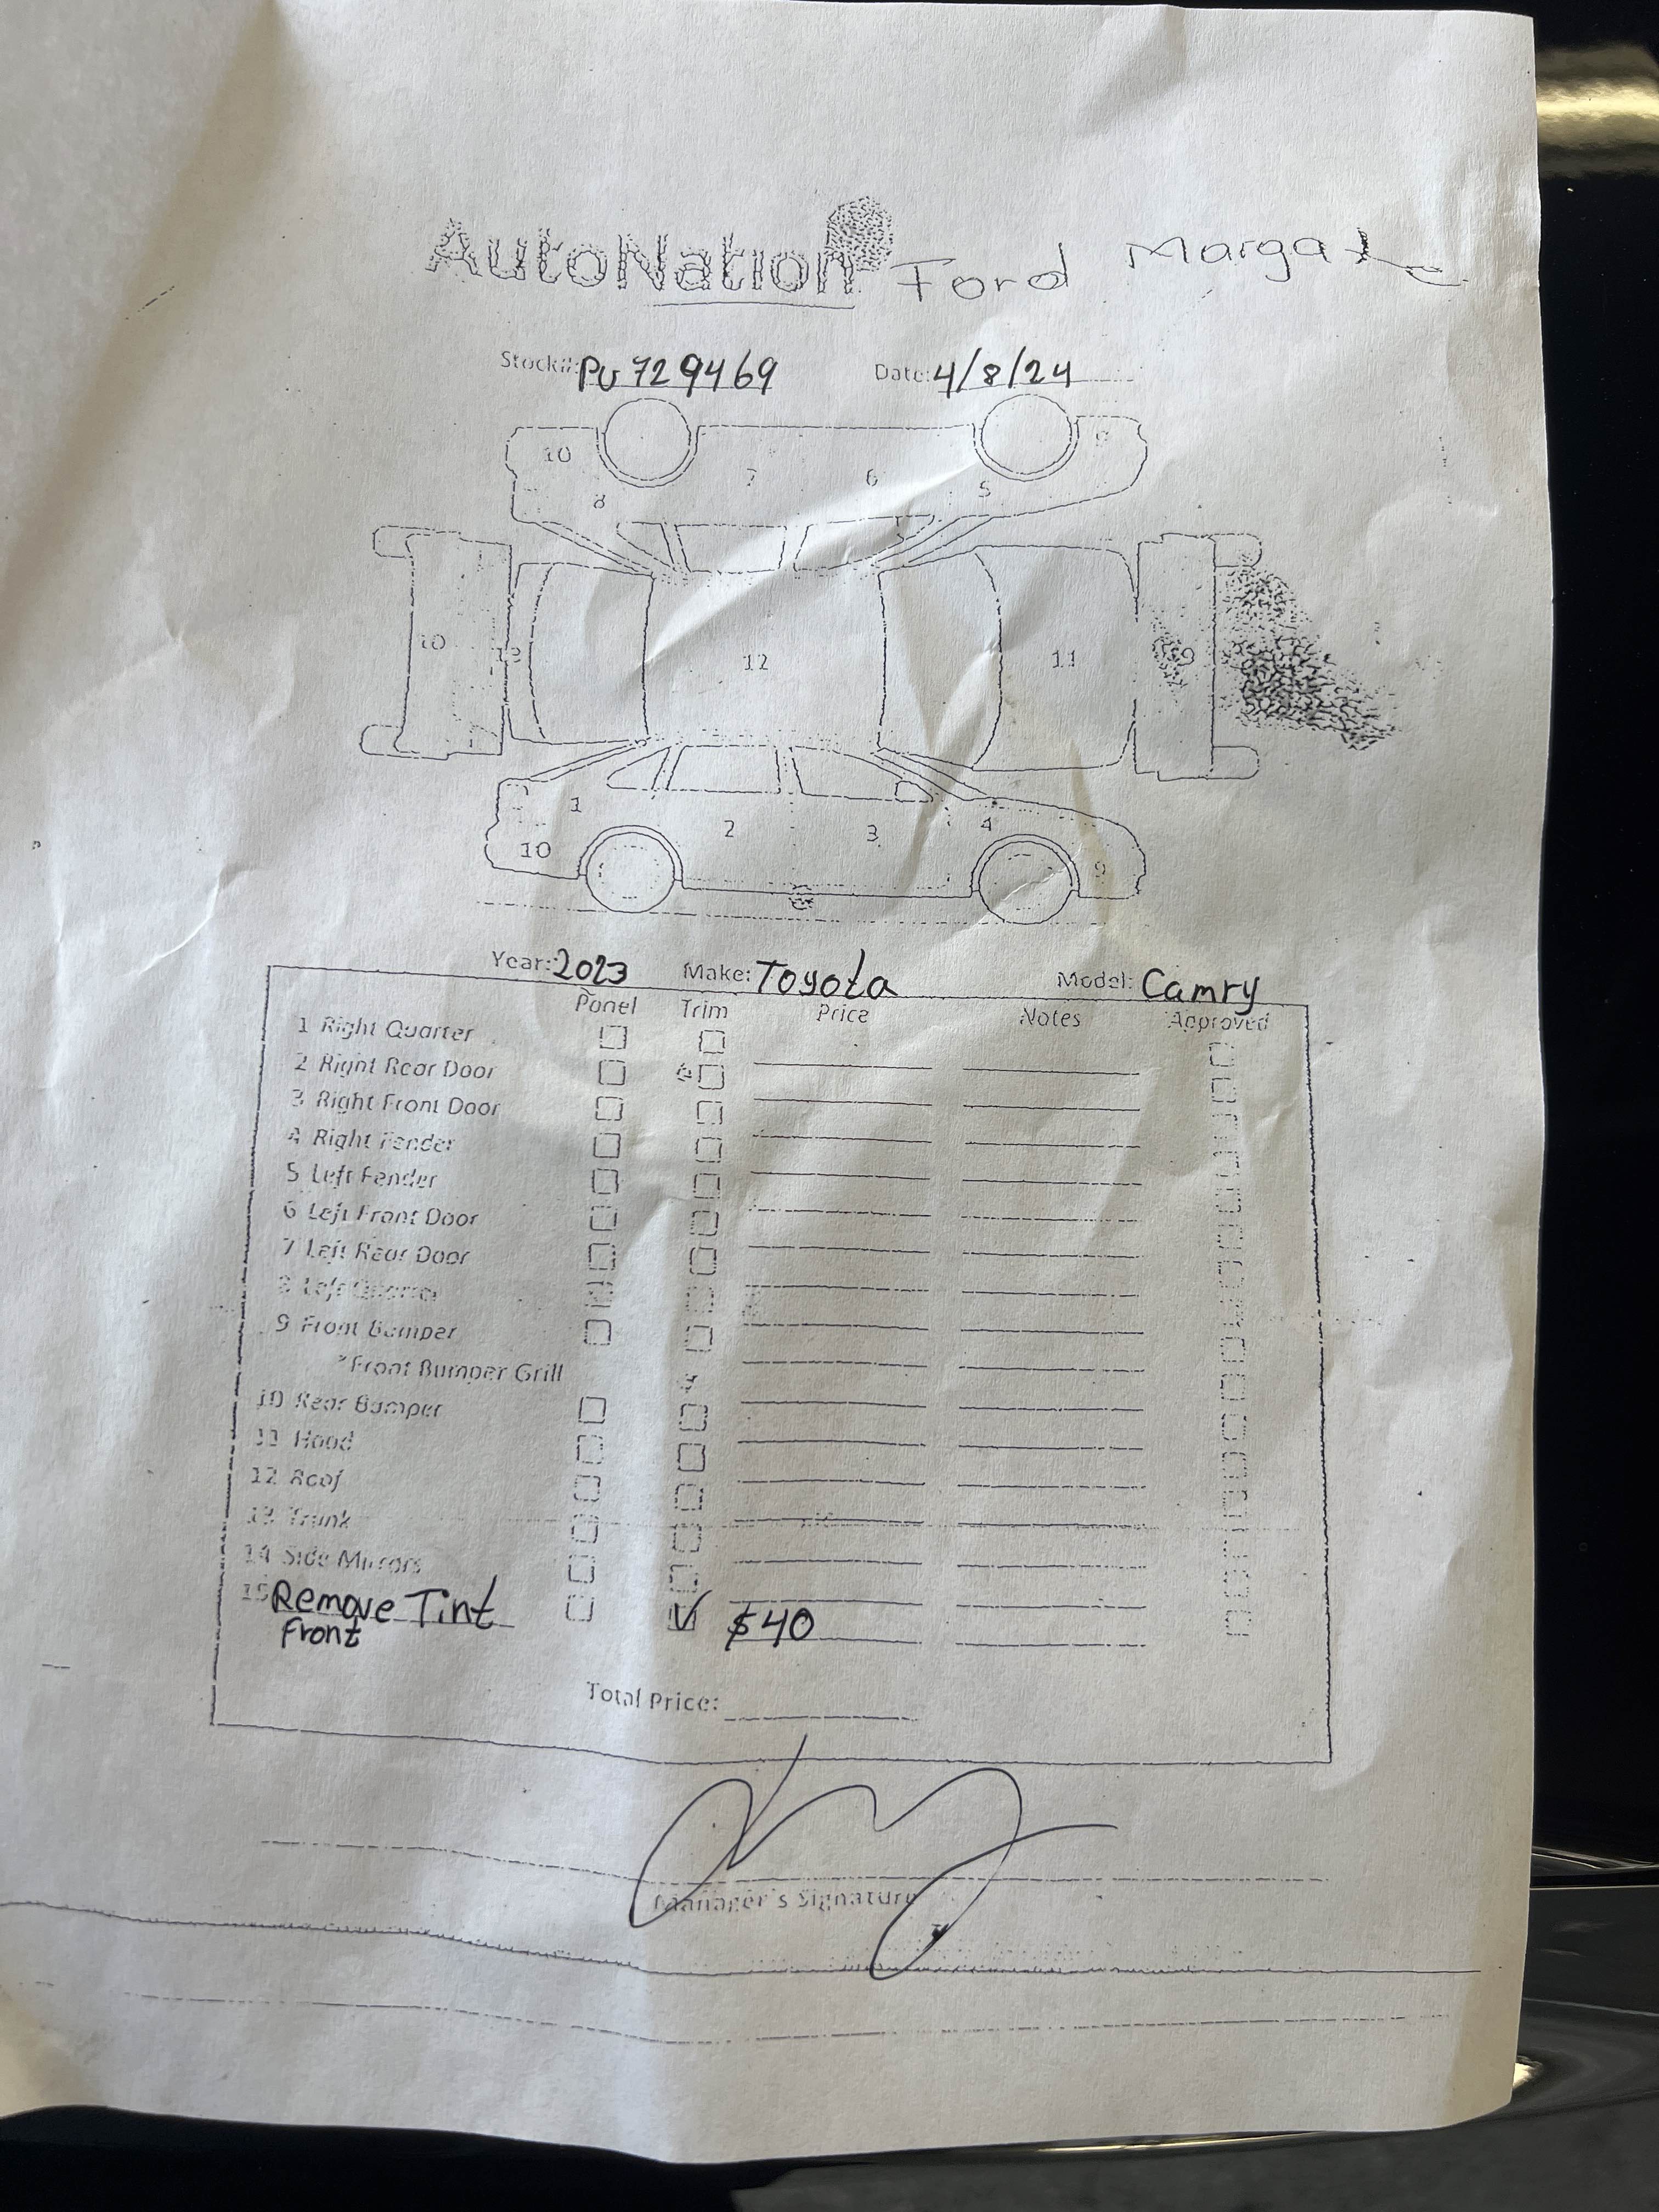 AutoNation Ford Margate
Stock#: PU729469 Date: 4/8/24
10 7 6 9
8 5
10 13 12 11 9
1 2 3 4
10 9
Year: 2023 Make: Toyota Model: Camry
Panel Trim Price Notes Approved
1 Right Quarter
2 Right Rear Door
3 Right Front Door
4 Right Fender
5 Left Fender
6 Left Front Door
7 Left Rear Door
8 Left Quarter
9 Front Bumper
*Front Bumper Grill
10 Rear Bumper
11 Hood
12 Roof
13 Trunk
14 Side Mirrors
15 Remove Tint $40
front
Total Price:
Manager's Signature